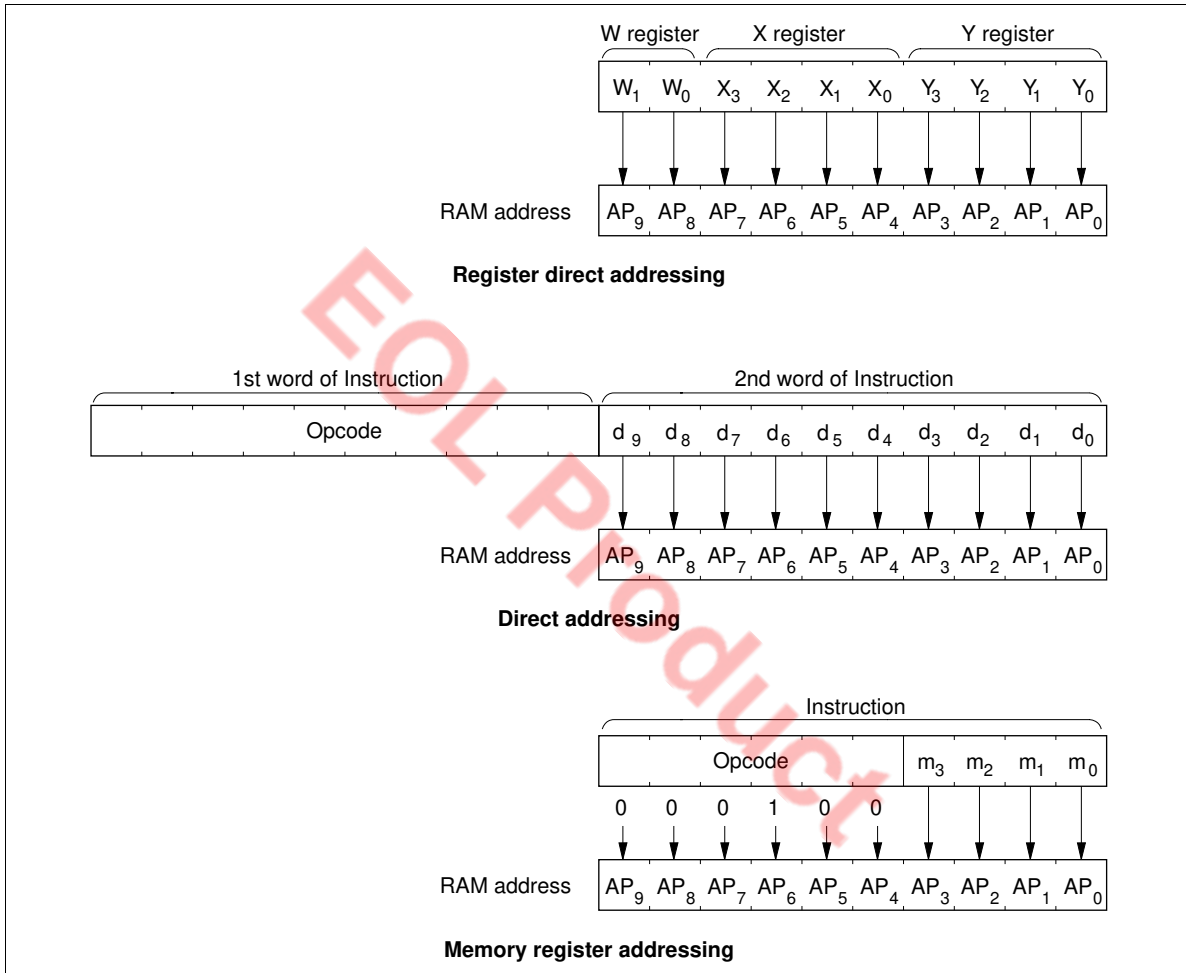 W register X register Y register
W1 W0 X3 X2 X1 X0 Y3 Y2 Y1 Y0
RAM address AP9 AP8 AP7 AP6 AP5 AP4 AP3 AP2 AP1 AP0
Register direct addressing
1st word of Instruction 2nd word of Instruction
Opcode d9 d8 d7 d6 d5 d4 d3 d2 d1 d0
RAM address AP9 AP8 AP7 AP6 AP5 AP4 AP3 AP2 AP1 AP0
Direct addressing
Instruction
Opcode m3 m2 m1 m0
0 0 0 1 0 0
RAM address AP9 AP8 AP7 AP6 AP5 AP4 AP3 AP2 AP1 AP0
Memory register addressing
EOL Product